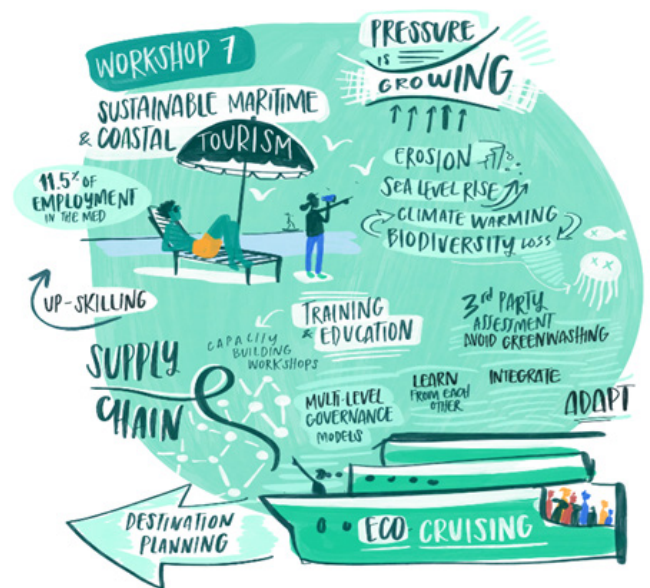 WORKSHOP 7
SUSTAINABLE MARITIME
& COASTAL TOURISM
11.5% OF
EMPLOYMENT
IN THE MED
UP-SKILLING
SUPPLY
CHAIN
PRESSURE
IS
GROWING
EROSION
SEA LEVEL RISE
CLIMATE WARMING
BIODIVERSITY LOSS
TRAINING
& EDUCATION
CAPACITY
BUILDING
WORKSHOPS
3rd PARTY
ASSESSMENT
AVOID GREENWASHING
MULTI-LEVEL
GOVERNANCE
MODELS
LEARN
FROM EACH
OTHER
INTEGRATE
ADAPT
DESTINATION
PLANNING
ECO CRUISING